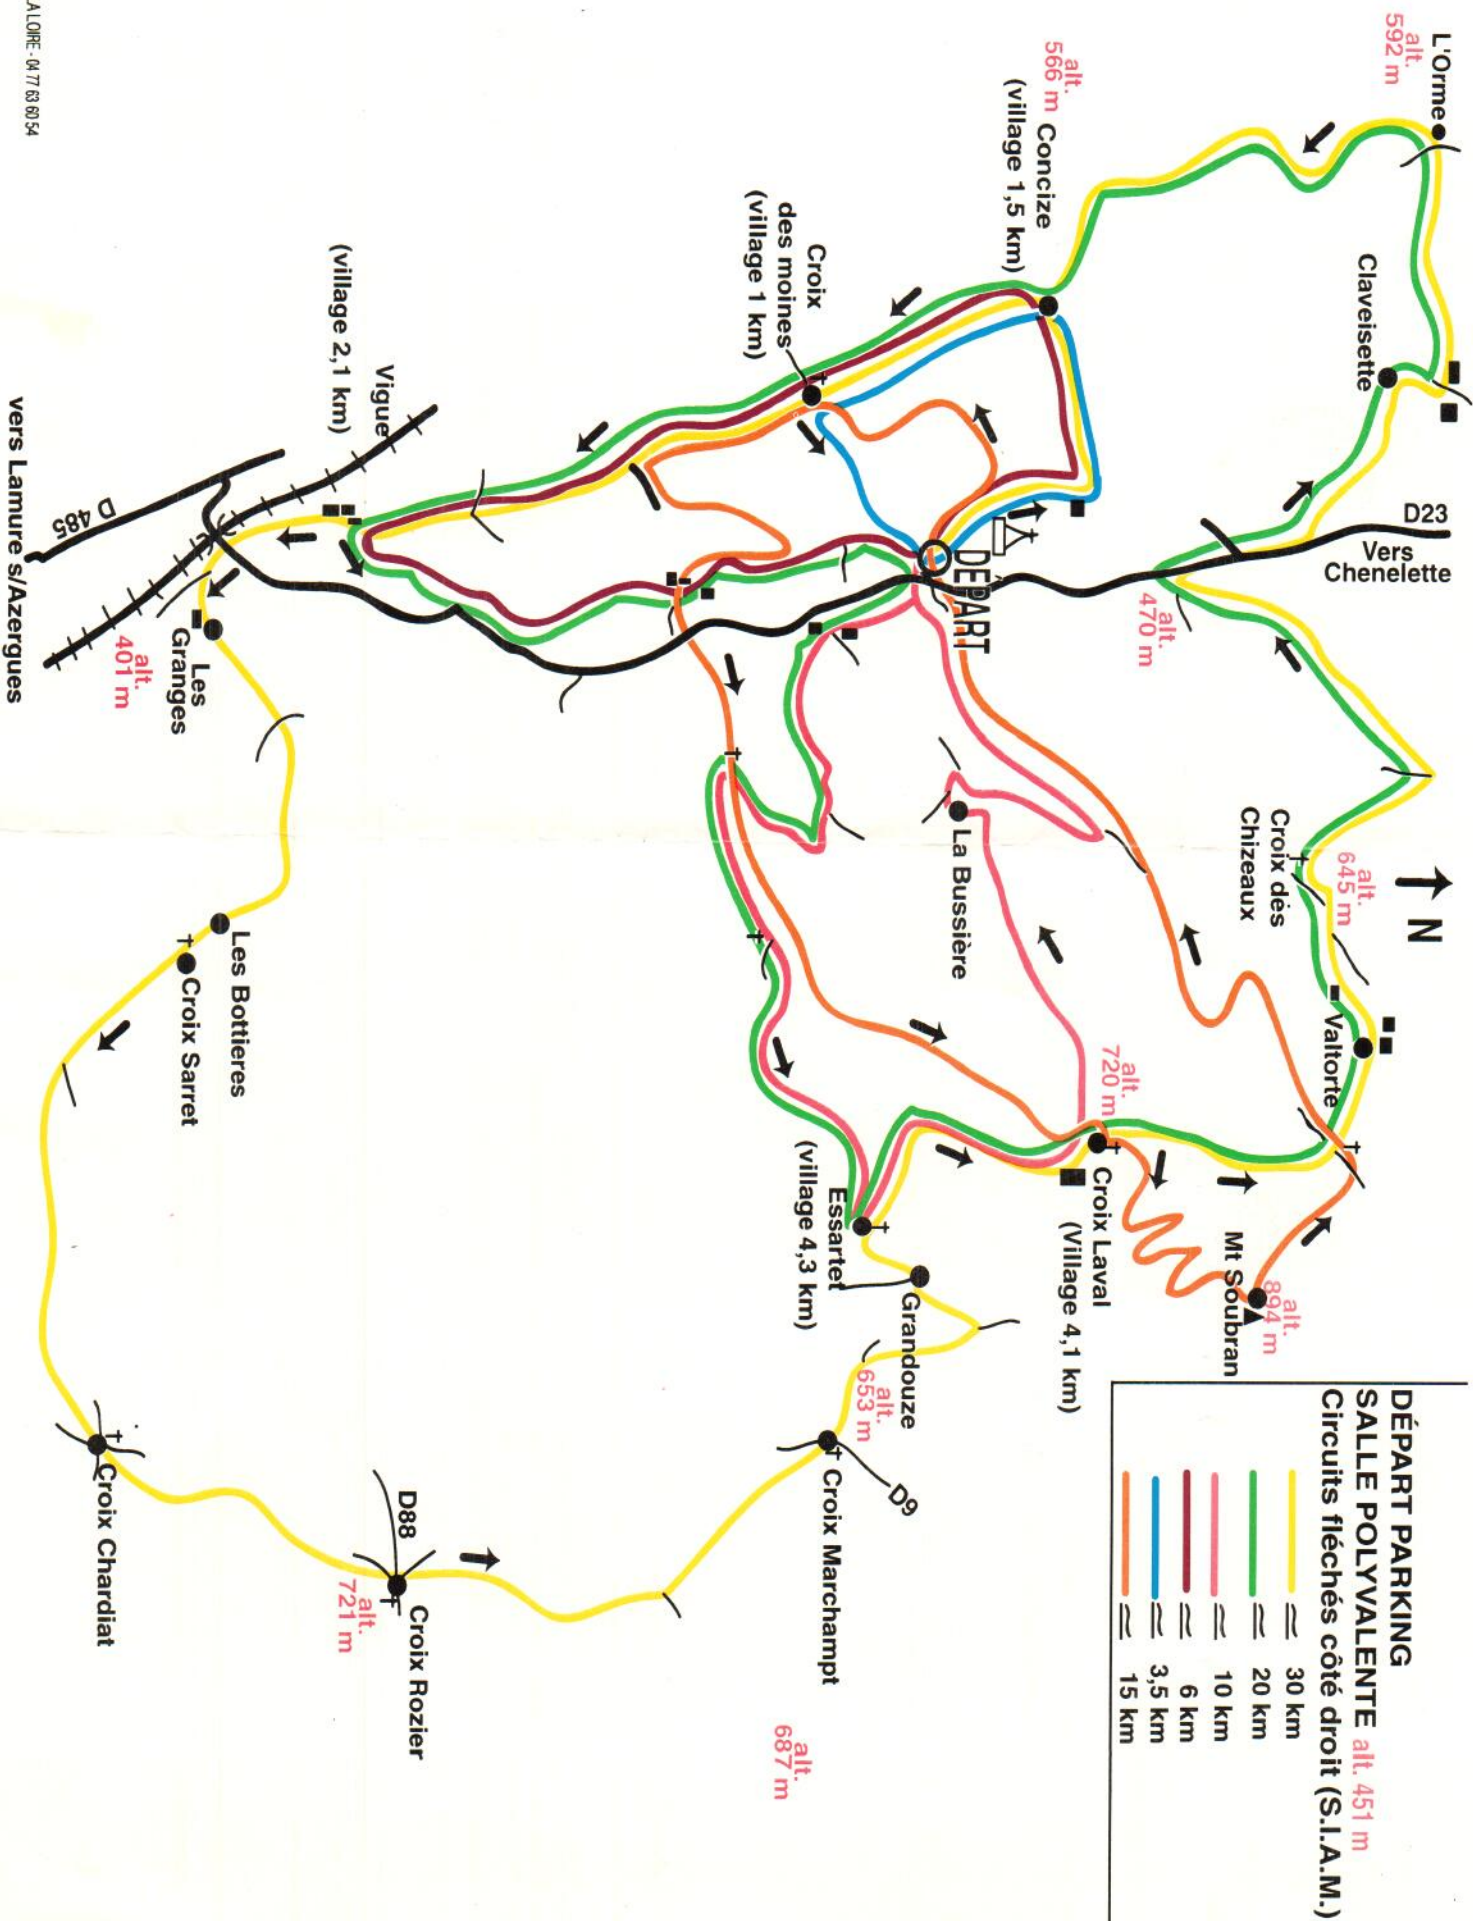 DÉPART PARKING
SALLE POLYVALENTE alt. 451 m
Circuits fléchés côté droit (S.I.A.M.)
≃ 30 km
≃ 20 km
≃ 10 km
≃ 6 km
≃ 3,5 km
≃ 15 km
L'Orme
alt.
592 m
Claveisette
D23
Vers
Chenelette
N
alt.
645 m
Croix des
Chizeaux
Valtorte
alt.
470 m
alt.
894 m
Mt Soubran
alt.
566 m
Concize
(village 1,5 km)
alt.
720 m
Croix Laval
(Village 4,1 km)
DÉPART
La Bussière
Croix
des moines
(village 1 km)
Essartet
(village 4,3 km)
Grandouze
alt.
653 m
D9
Croix Marchampt
alt.
687 m
Vigue
(village 2,1 km)
D88
Croix Rozier
alt.
721 m
D 485
Les
Granges
alt.
401 m
Les Bottieres
Croix Sarret
Croix Chardiat
vers Lamure s/Azergues
A LOIRE - 04 77 63 60 54